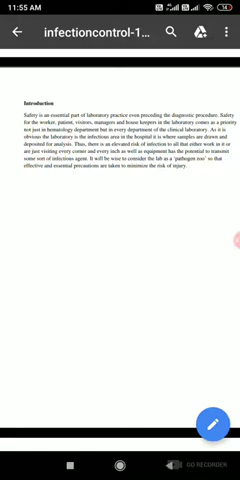 11:55 AM
infectioncontrol-1...
Introduction
Safety is an essential part of laboratory practice even preceding the diagnostic procedure. Safety
for the worker, patient, visitors, managers and house keepers in the laboratory comes as a priority
not just in hematology department but in every department of the clinical laboratory. As it is
obvious the laboratory is the infectious area in the hospital it is where samples are drawn and
deposited for analysis. Thus, there is an elevated risk of infection to all that either work in it or
are just visiting every corner and every inch as well as equipment has the potential to transmit
some sort of infectious agent. It will be wise to consider the lab as a 'pathogen zoo' so that
effective and essential precautions are taken to minimize the risk of injury.
GO RECORDER